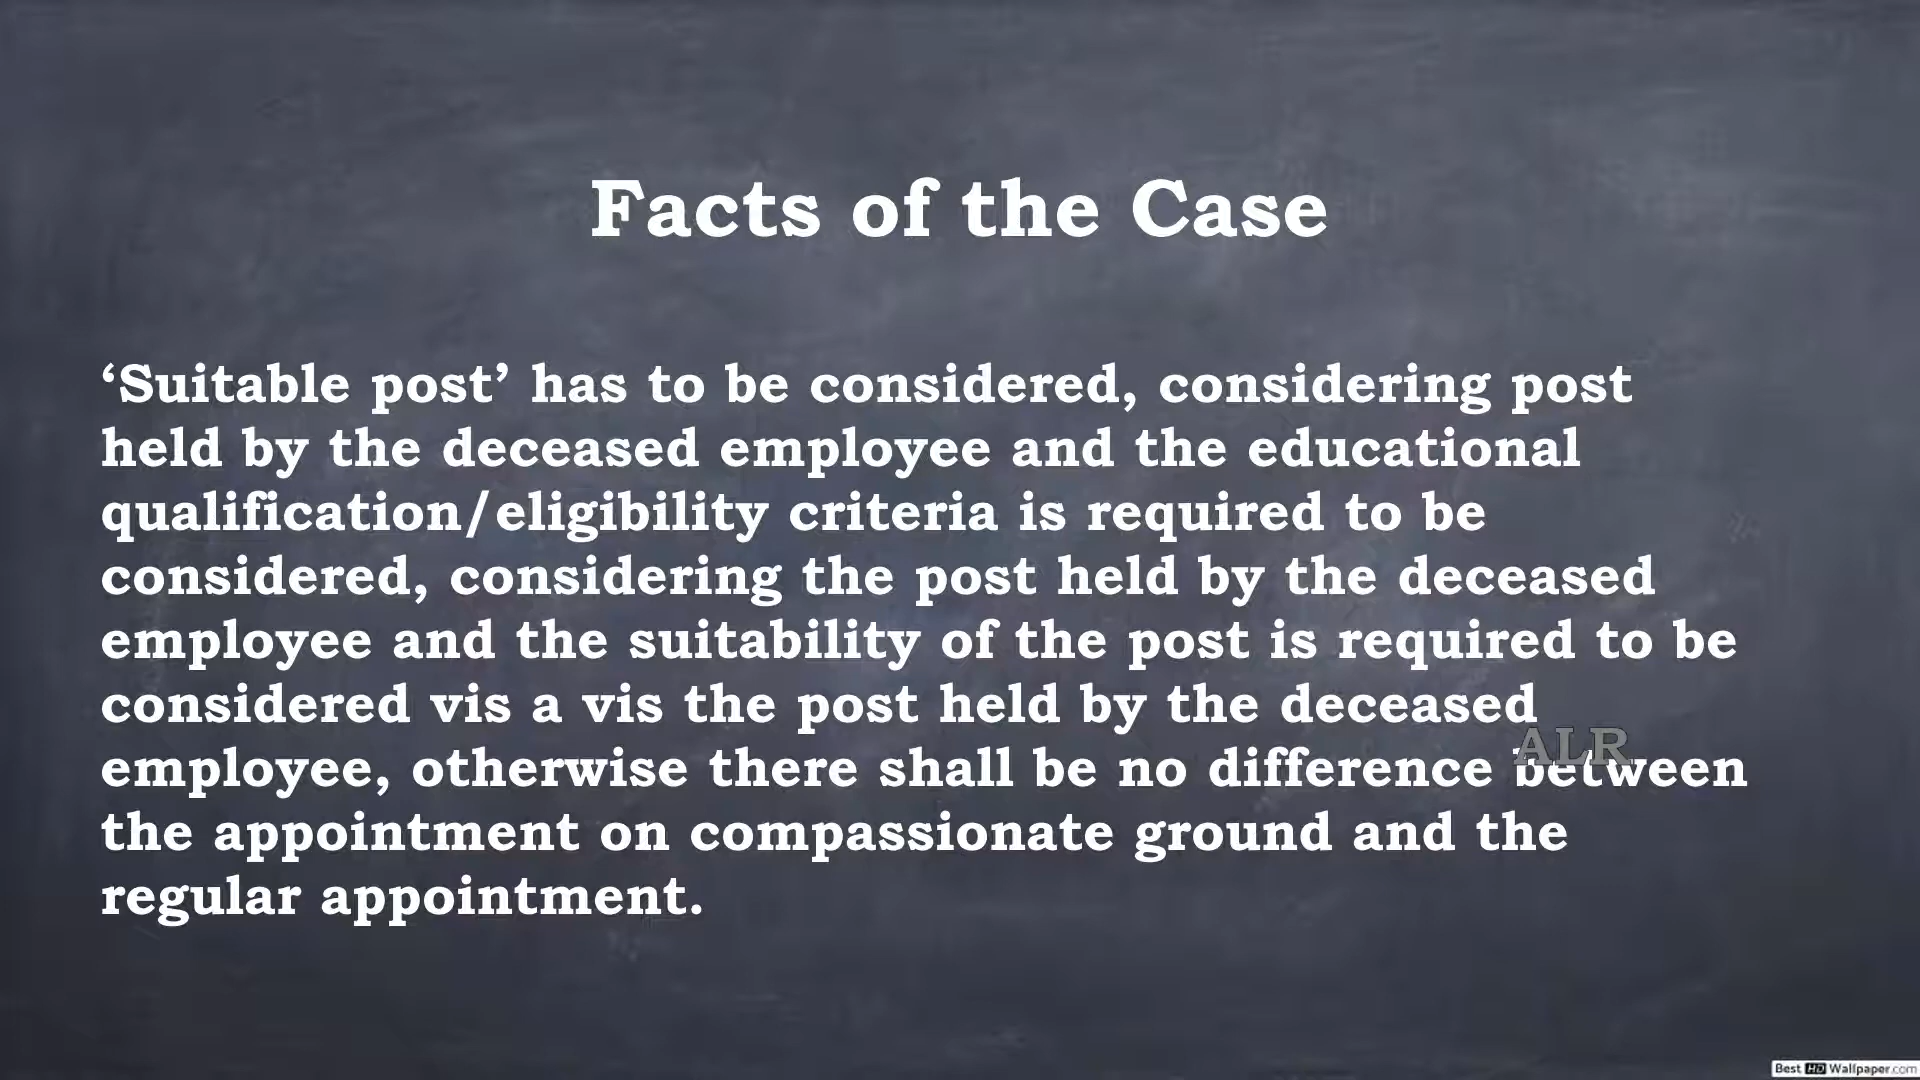 Facts of the Case
‘Suitable post’ has to be considered, considering post
held by the deceased employee and the educational
qualification/eligibility criteria is required to be
considered, considering the post held by the deceased
employee and the suitability of the post is required to be
considered vis a vis the post held by the deceased
employee, otherwise there shall be no difference between
the appointment on compassionate ground and the
regular appointment.
ALR
Best HD Wallpaper.com